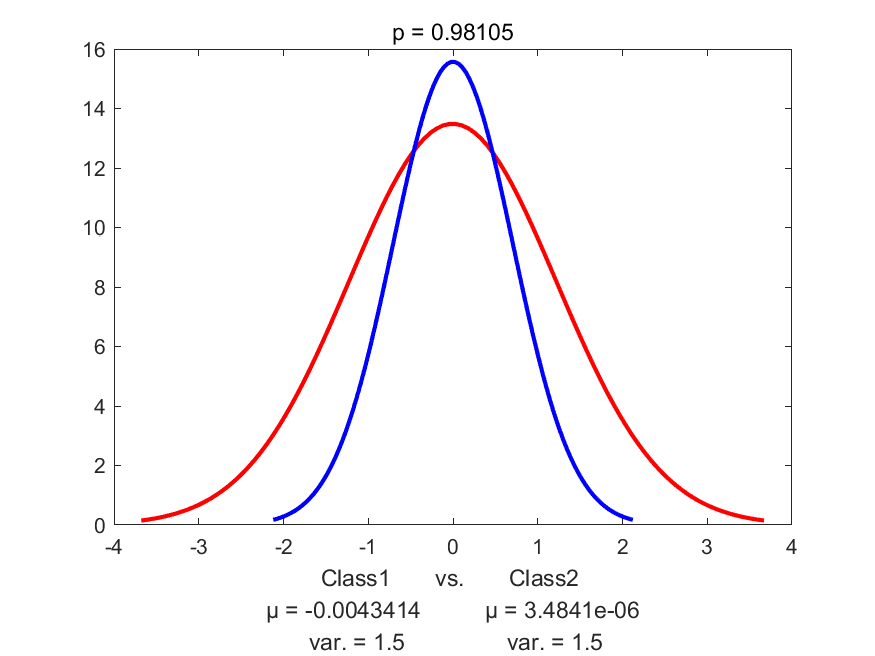 p = 0.98105
16
14
12
10
8
6
4
2
0
-4 -3 -2 -1 0 1 2 3 4
Class1 vs. Class2
μ = -0.0043414 μ = 3.4841e-06
var. = 1.5 var. = 1.5